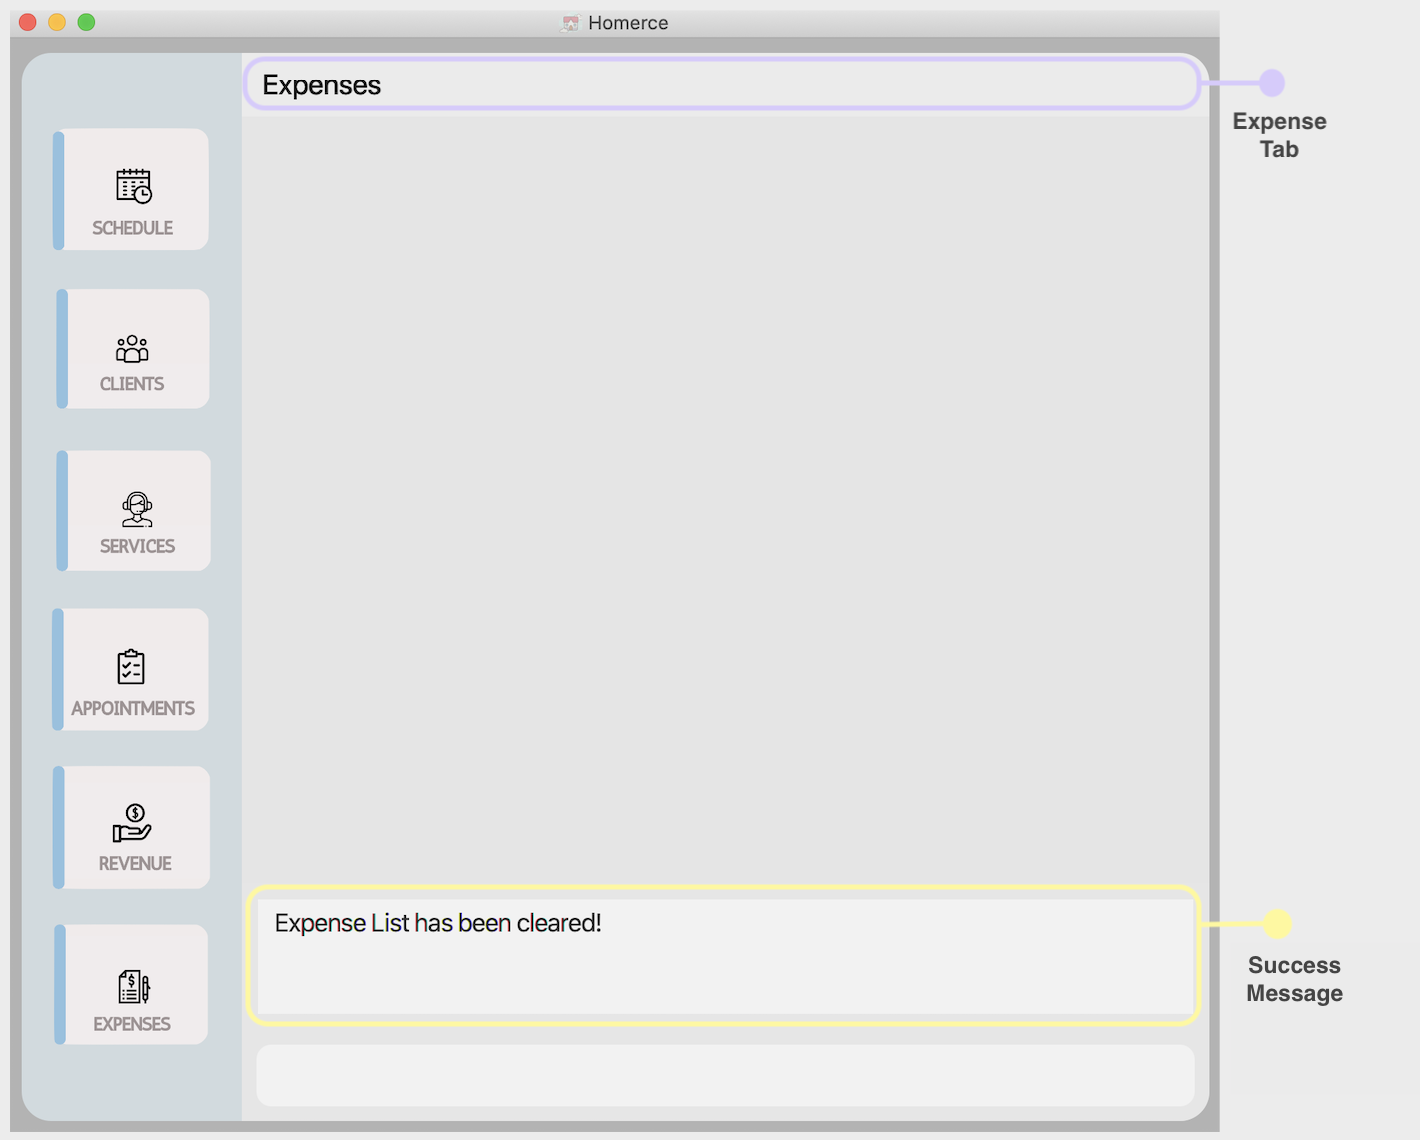 Homerce
Expenses
Expense
Tab
SCHEDULE
CLIENTS
SERVICES
APPOINTMENTS
REVENUE
EXPENSES
Expense List has been cleared!
Success
Message